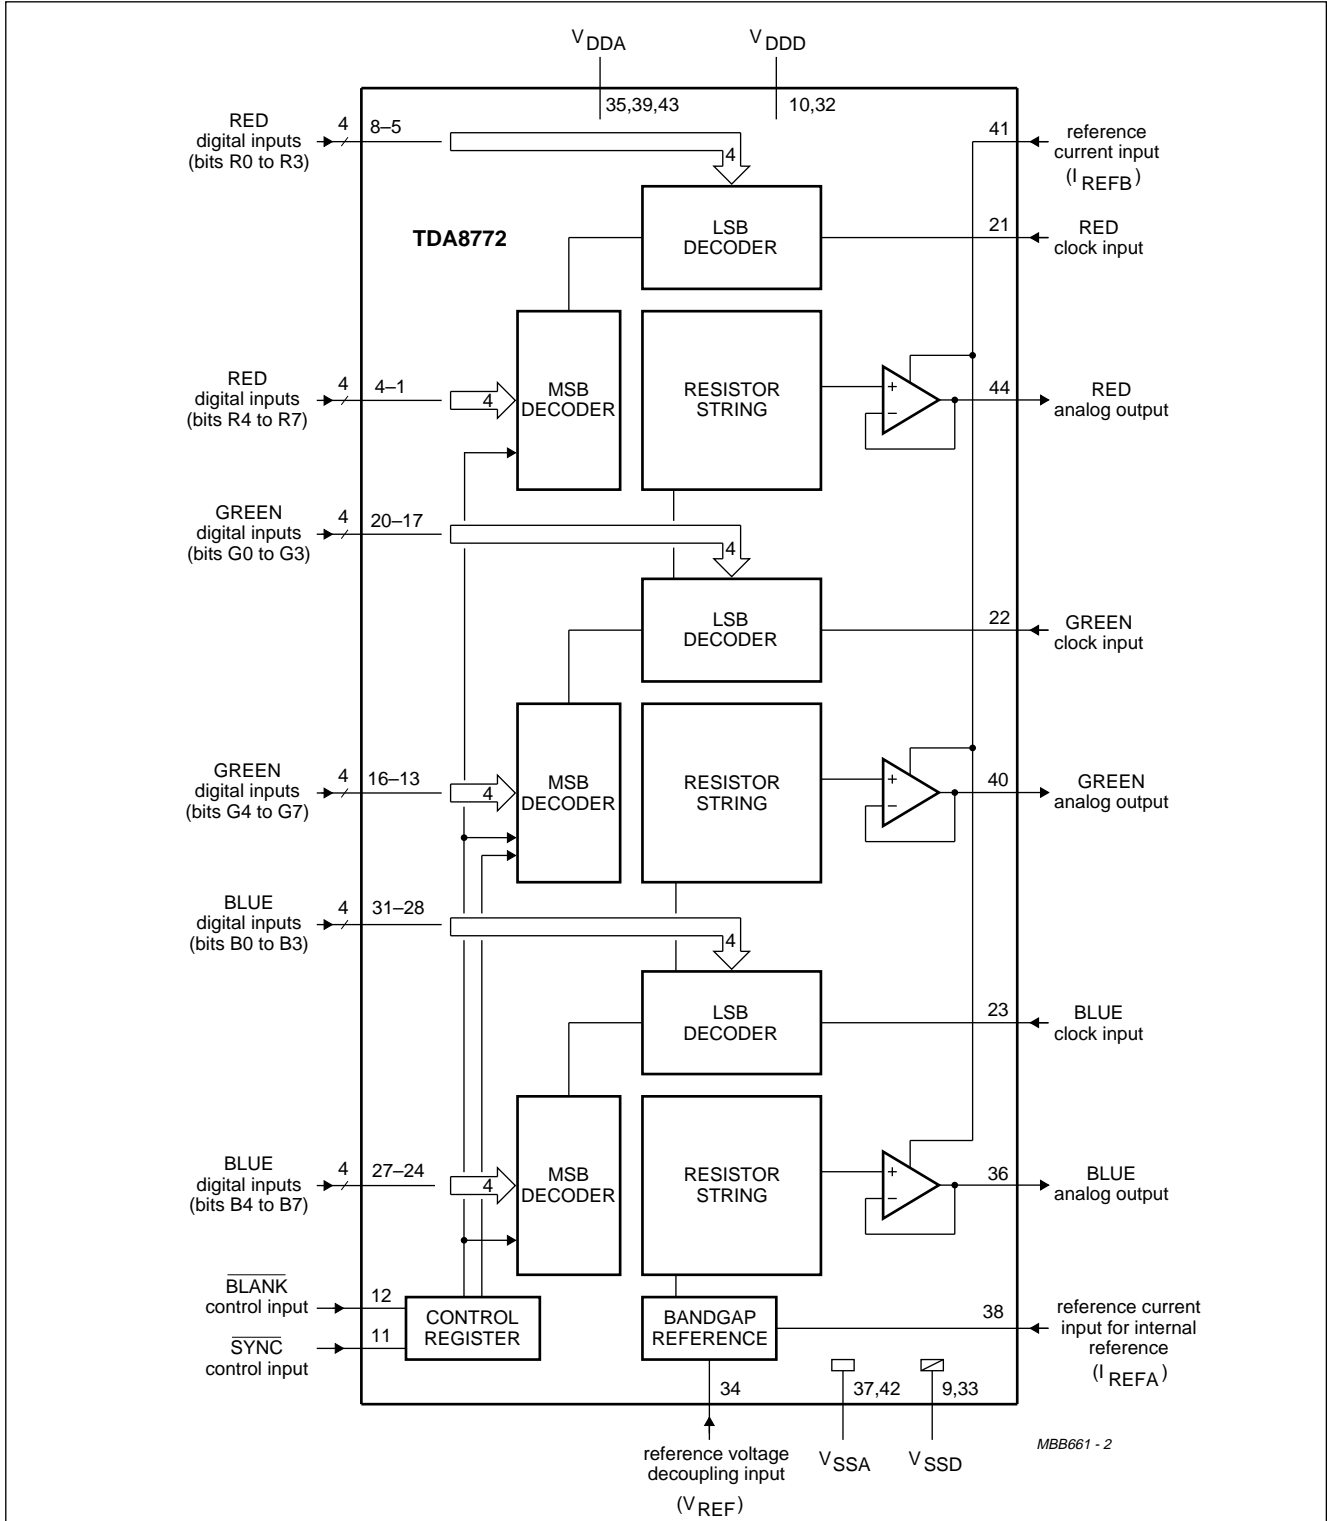 V DDA
V DDD
35,39,43
10,32
RED
digital inputs
(bits R0 to R3)
4
8–5
4
41
reference
current input
(I REFB)
TDA8772
LSB
DECODER
21
RED
clock input
RED
digital inputs
(bits R4 to R7)
4
4–1
4
MSB
DECODER
RESISTOR
STRING
+
−
44
RED
analog output
GREEN
digital inputs
(bits G0 to G3)
4
20–17
4
LSB
DECODER
22
GREEN
clock input
GREEN
digital inputs
(bits G4 to G7)
4
16–13
4
MSB
DECODER
RESISTOR
STRING
+
−
40
GREEN
analog output
BLUE
digital inputs
(bits B0 to B3)
4
31–28
4
LSB
DECODER
23
BLUE
clock input
BLUE
digital inputs
(bits B4 to B7)
4
27–24
4
MSB
DECODER
RESISTOR
STRING
+
−
36
BLUE
analog output
BLANK
control input
12
SYNC
control input
11
CONTROL
REGISTER
BANDGAP
REFERENCE
38
reference current
input for internal
reference
(I REFA)
34
37,42
9,33
reference voltage
decoupling input
(V REF)
V SSA
V SSD
MBB661 - 2